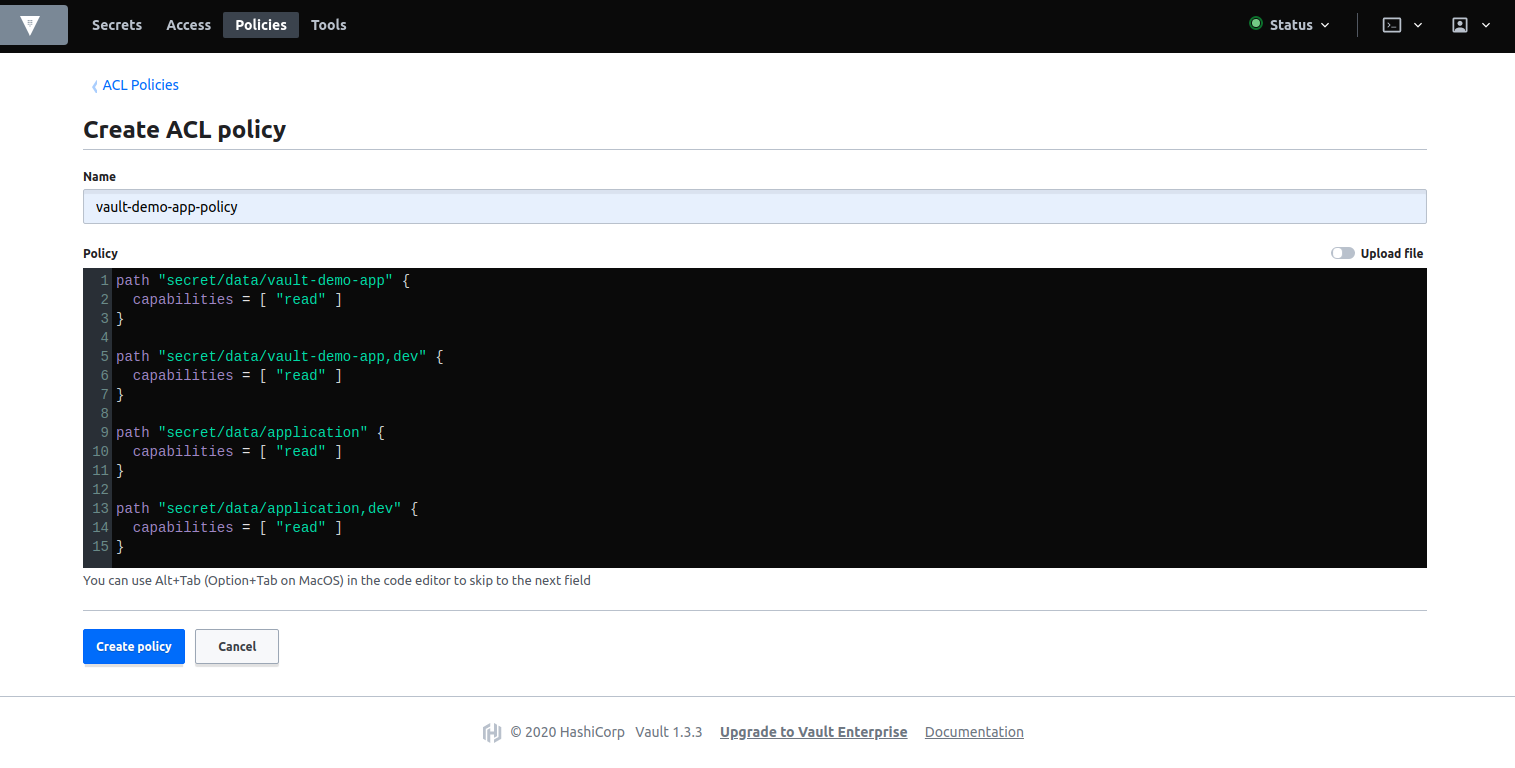 Secrets Access Policies Tools Status
ACL Policies
Create ACL policy
Name
vault-demo-app-policy
Policy Upload file
1 path "secret/data/vault-demo-app" {
2   capabilities = [ "read" ]
3 }
4
5 path "secret/data/vault-demo-app,dev" {
6   capabilities = [ "read" ]
7 }
8
9 path "secret/data/application" {
10   capabilities = [ "read" ]
11 }
12
13 path "secret/data/application,dev" {
14   capabilities = [ "read" ]
15 }
You can use Alt+Tab (Option+Tab on MacOS) in the code editor to skip to the next field
Create policy Cancel
© 2020 HashiCorp Vault 1.3.3 Upgrade to Vault Enterprise Documentation